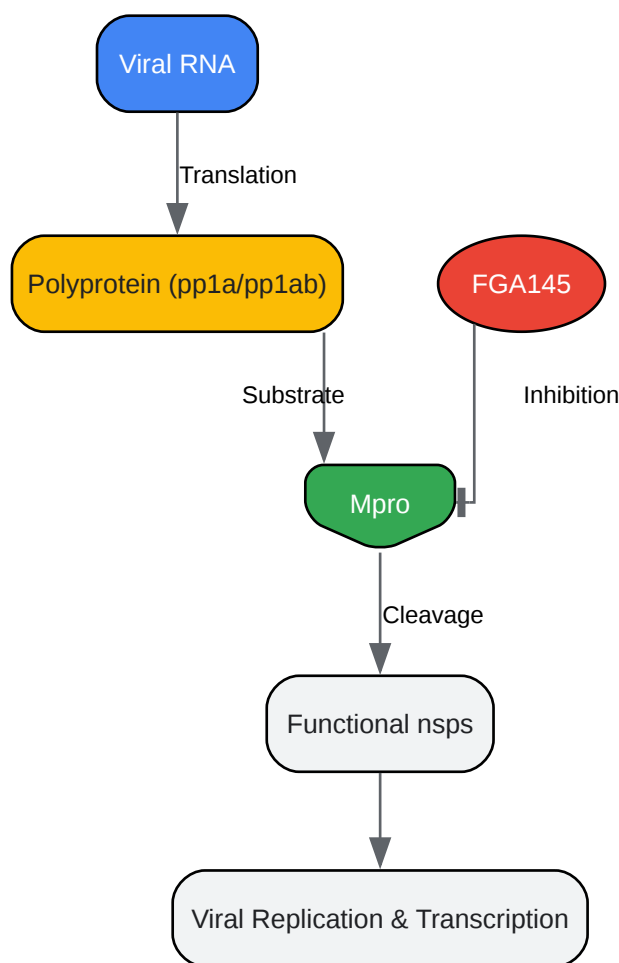 Viral RNA
Translation
Polyprotein (pp1a/pp1ab)
FGA145
Substrate
Inhibition
Mpro
Cleavage
Functional nsps
Viral Replication & Transcription